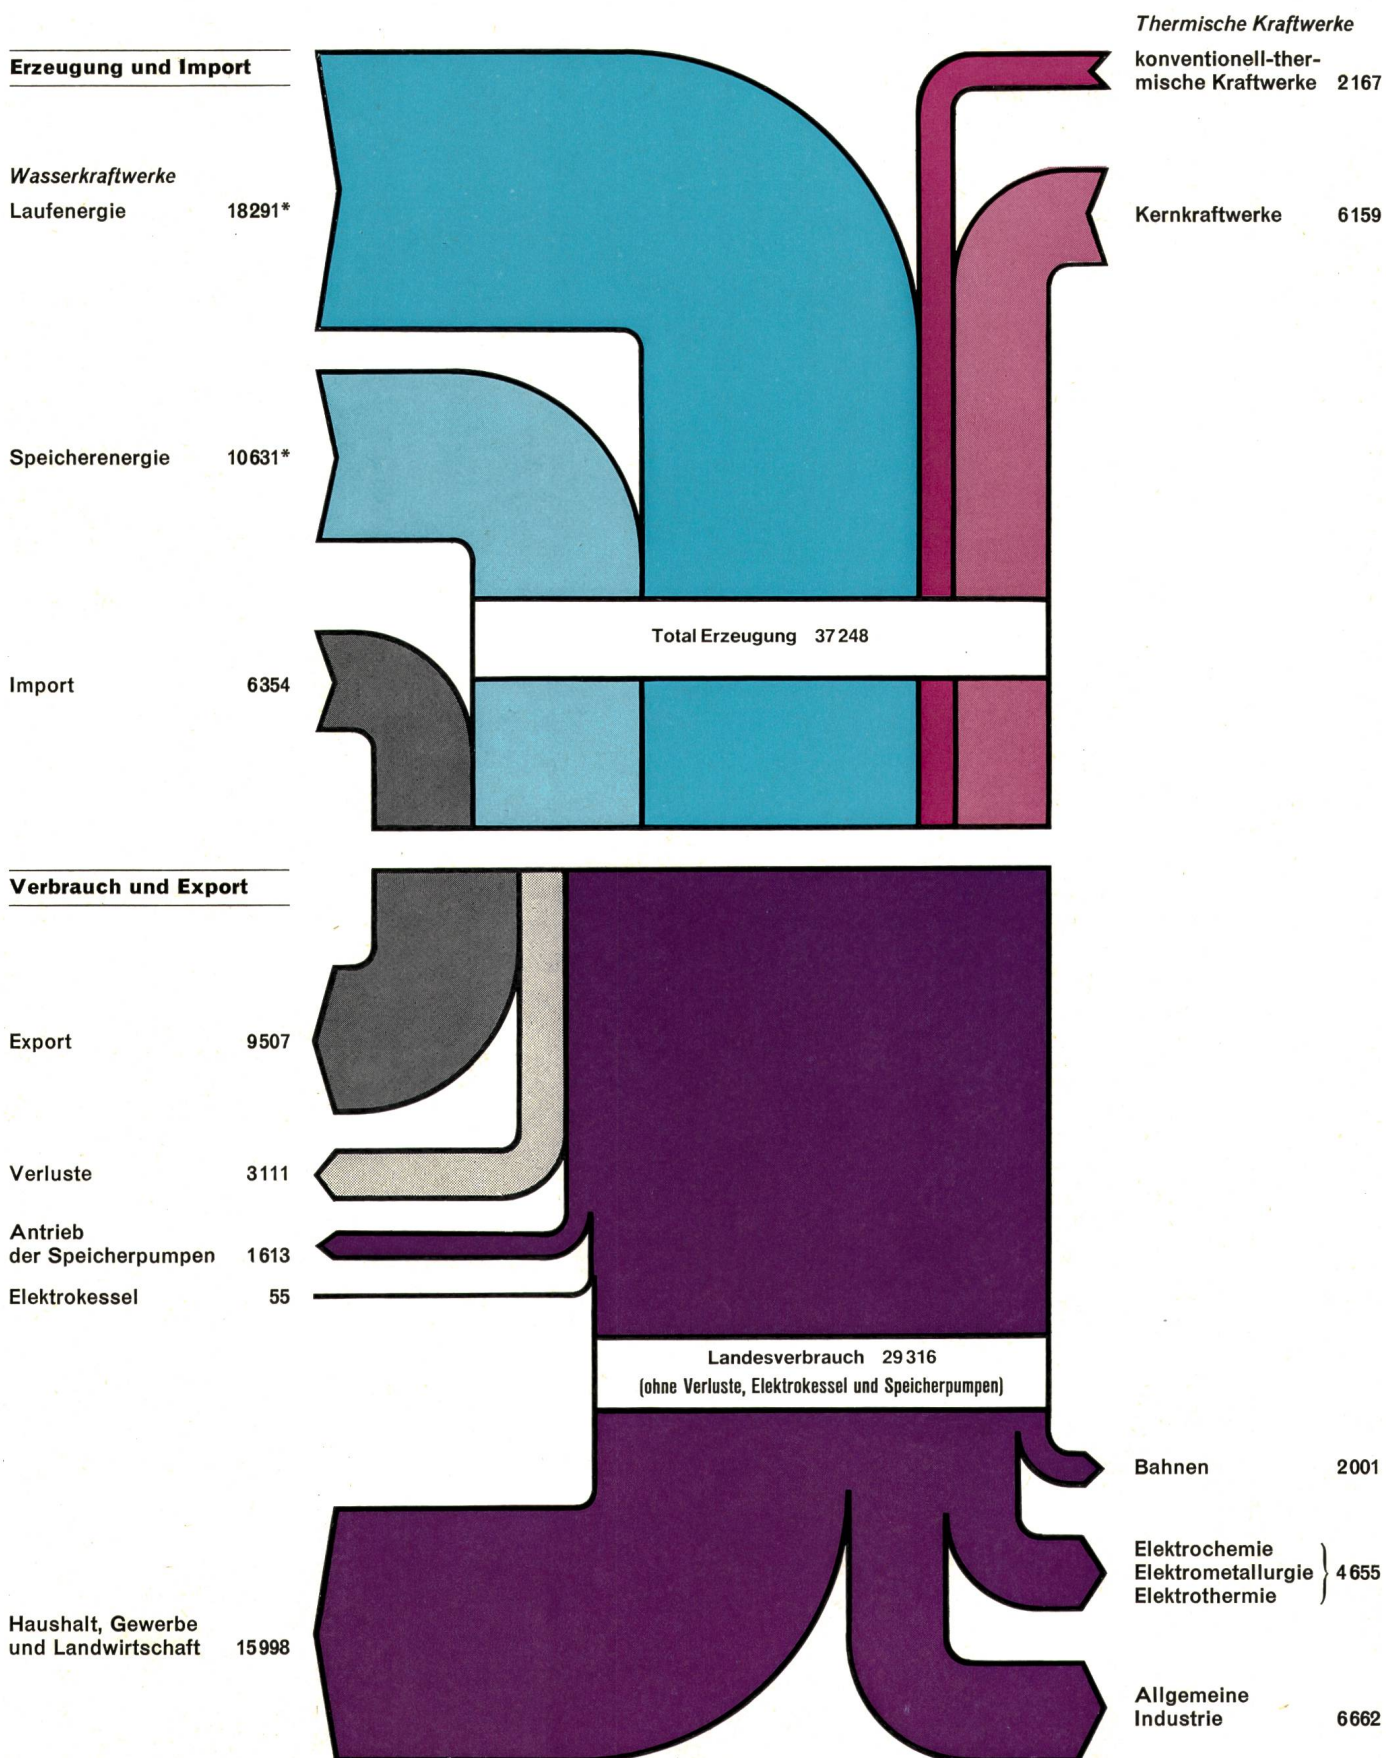 Thermische Kraftwerke
konventionell-ther-
mische Kraftwerke 2167
Erzeugung und Import
Wasserkraftwerke
Laufenergie 18291*
Kernkraftwerke 6159
Speicherenergie 10631*
Total Erzeugung 37248
Import 6354
Verbrauch und Export
Export 9507
Verluste 3111
Antrieb
der Speicherpumpen 1613
Elektrokessel 55
Landesverbrauch 29316
(ohne Verluste, Elektrokessel und Speicherpumpen)
Bahnen 2001
Elektrochemie
Elektrometallurgie } 4655
Elektrothermie
Haushalt, Gewerbe
und Landwirtschaft 15998
Allgemeine
Industrie 6662